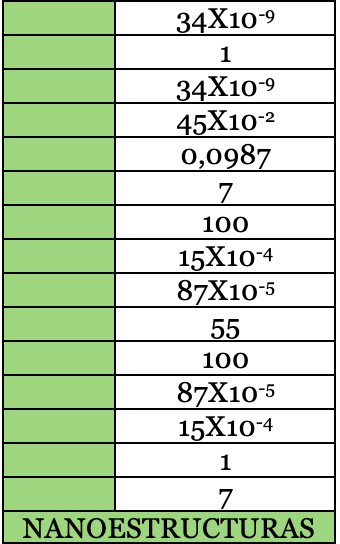 34X10⁻⁹
1
34X10⁻⁹
45X10⁻²
0,0987
7
100
15X10⁻⁴
87X10⁻⁵
55
100
87X10⁻⁵
15X10⁻⁴
1
7
NANOESTRUCTURAS